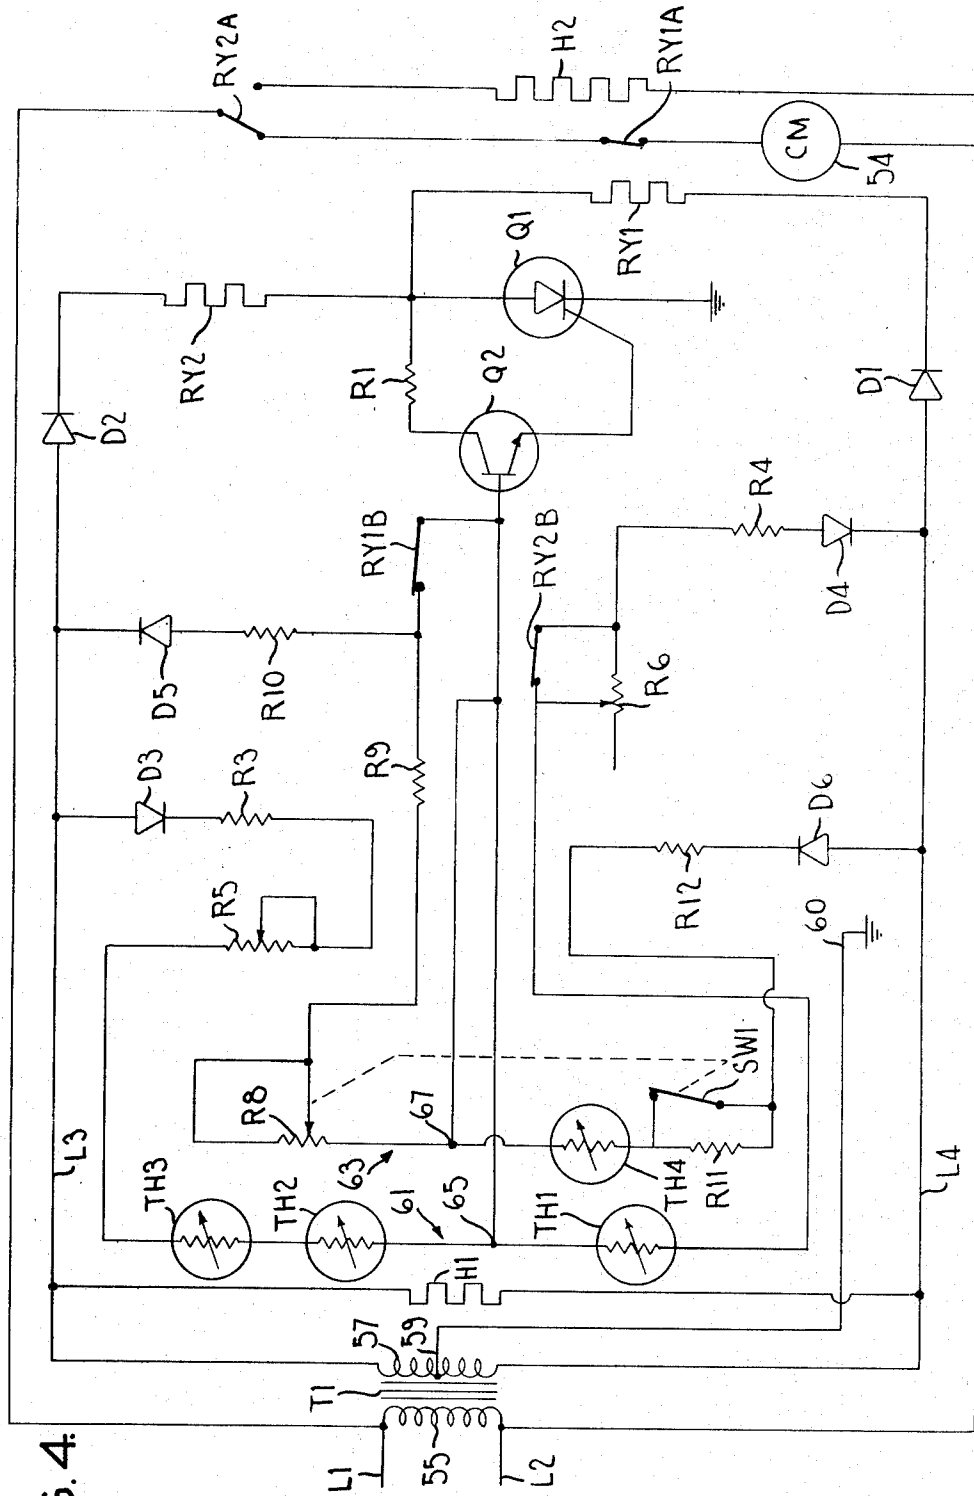 RY2A
H2
RY1A
CM
54
Q1
RY1
RY2
D2
R1
Q2
D1
RY1B
RY2B
R4
D4
D5
R10
R6
D3
R3
R9
D6
R12
60
R5
SW1
L3
R8
67
63
TH4
R11
L4
TH3
TH2
61
65
TH1
H1
57
59
T1
55
L1
L2
. 4.